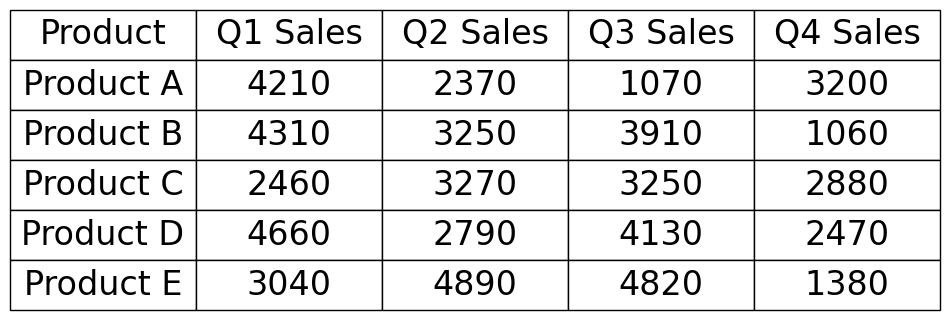 Product Q1 Sales Q2 Sales Q3 Sales Q4 Sales
Product A 4210 2370 1070 3200
Product B 4310 3250 3910 1060
Product C 2460 3270 3250 2880
Product D 4660 2790 4130 2470
Product E 3040 4890 4820 1380